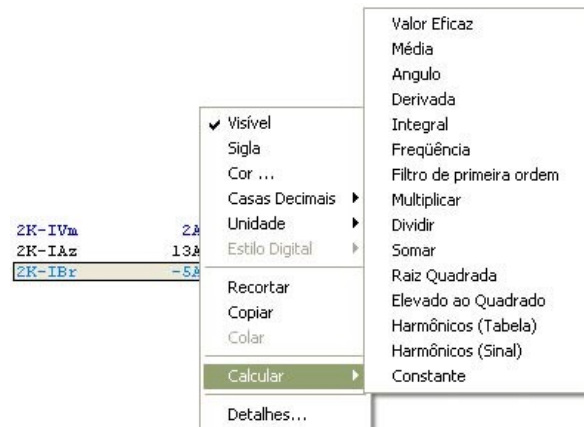 2K-IVm 2A
2K-IAz 13A
2K-IBr -5A
Visível
Sigla
Cor ...
Casas Decimais
Unidade
Estilo Digital
Recortar
Copiar
Colar
Calcular
Detalhes...
Valor Eficaz
Média
Angulo
Derivada
Integral
Freqüência
Filtro de primeira ordem
Multiplicar
Dividir
Somar
Raiz Quadrada
Elevado ao Quadrado
Harmônicos (Tabela)
Harmônicos (Sinal)
Constante